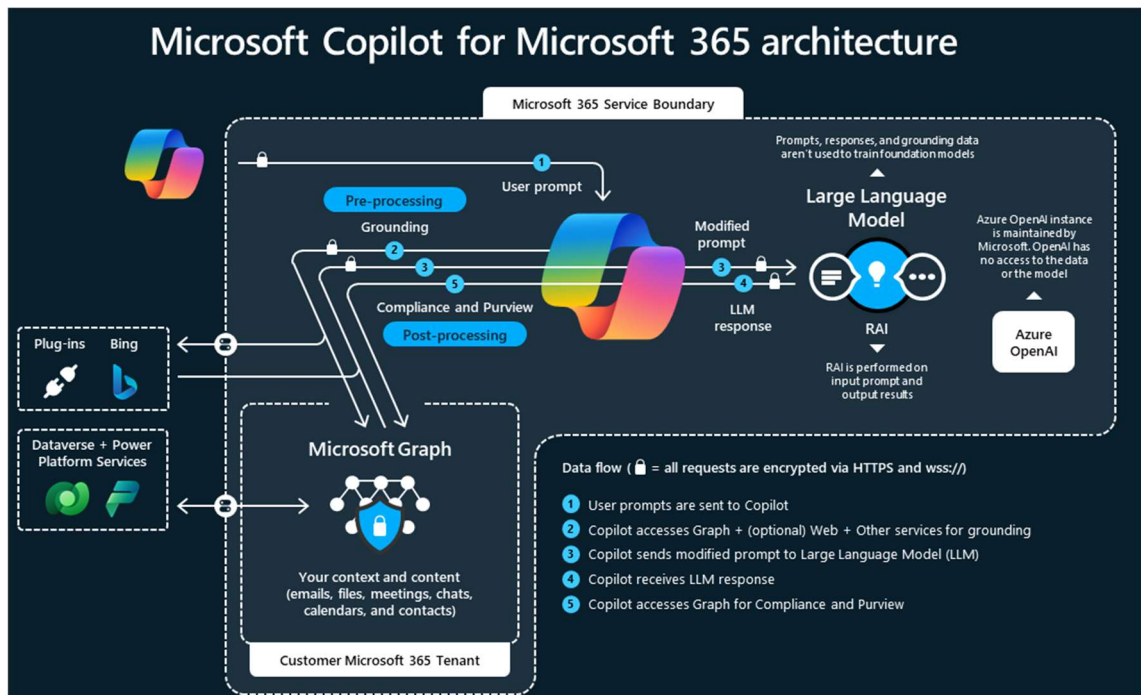 Microsoft Copilot for Microsoft 365 architecture
Microsoft 365 Service Boundary
Prompts, responses, and grounding data
aren't used to train foundation models
1
User prompt
Pre-processing
Grounding
2
3
5
Compliance and Purview
Post-processing
Modified
prompt
3
4
LLM
response
Large Language
Model
RAI
RAI is performed on
input prompt and
output results
Azure OpenAI instance
is maintained by
Microsoft. OpenAI has
no access to the data
or the model
Azure
OpenAI
Plug-ins
Bing
Dataverse + Power
Platform Services
Microsoft Graph
Your context and content
(emails, files, meetings, chats,
calendars, and contacts)
Customer Microsoft 365 Tenant
Data flow ( = all requests are encrypted via HTTPS and wss://)
1 User prompts are sent to Copilot
2 Copilot accesses Graph + (optional) Web + Other services for grounding
3 Copilot sends modified prompt to Large Language Model (LLM)
4 Copilot receives LLM response
5 Copilot accesses Graph for Compliance and Purview